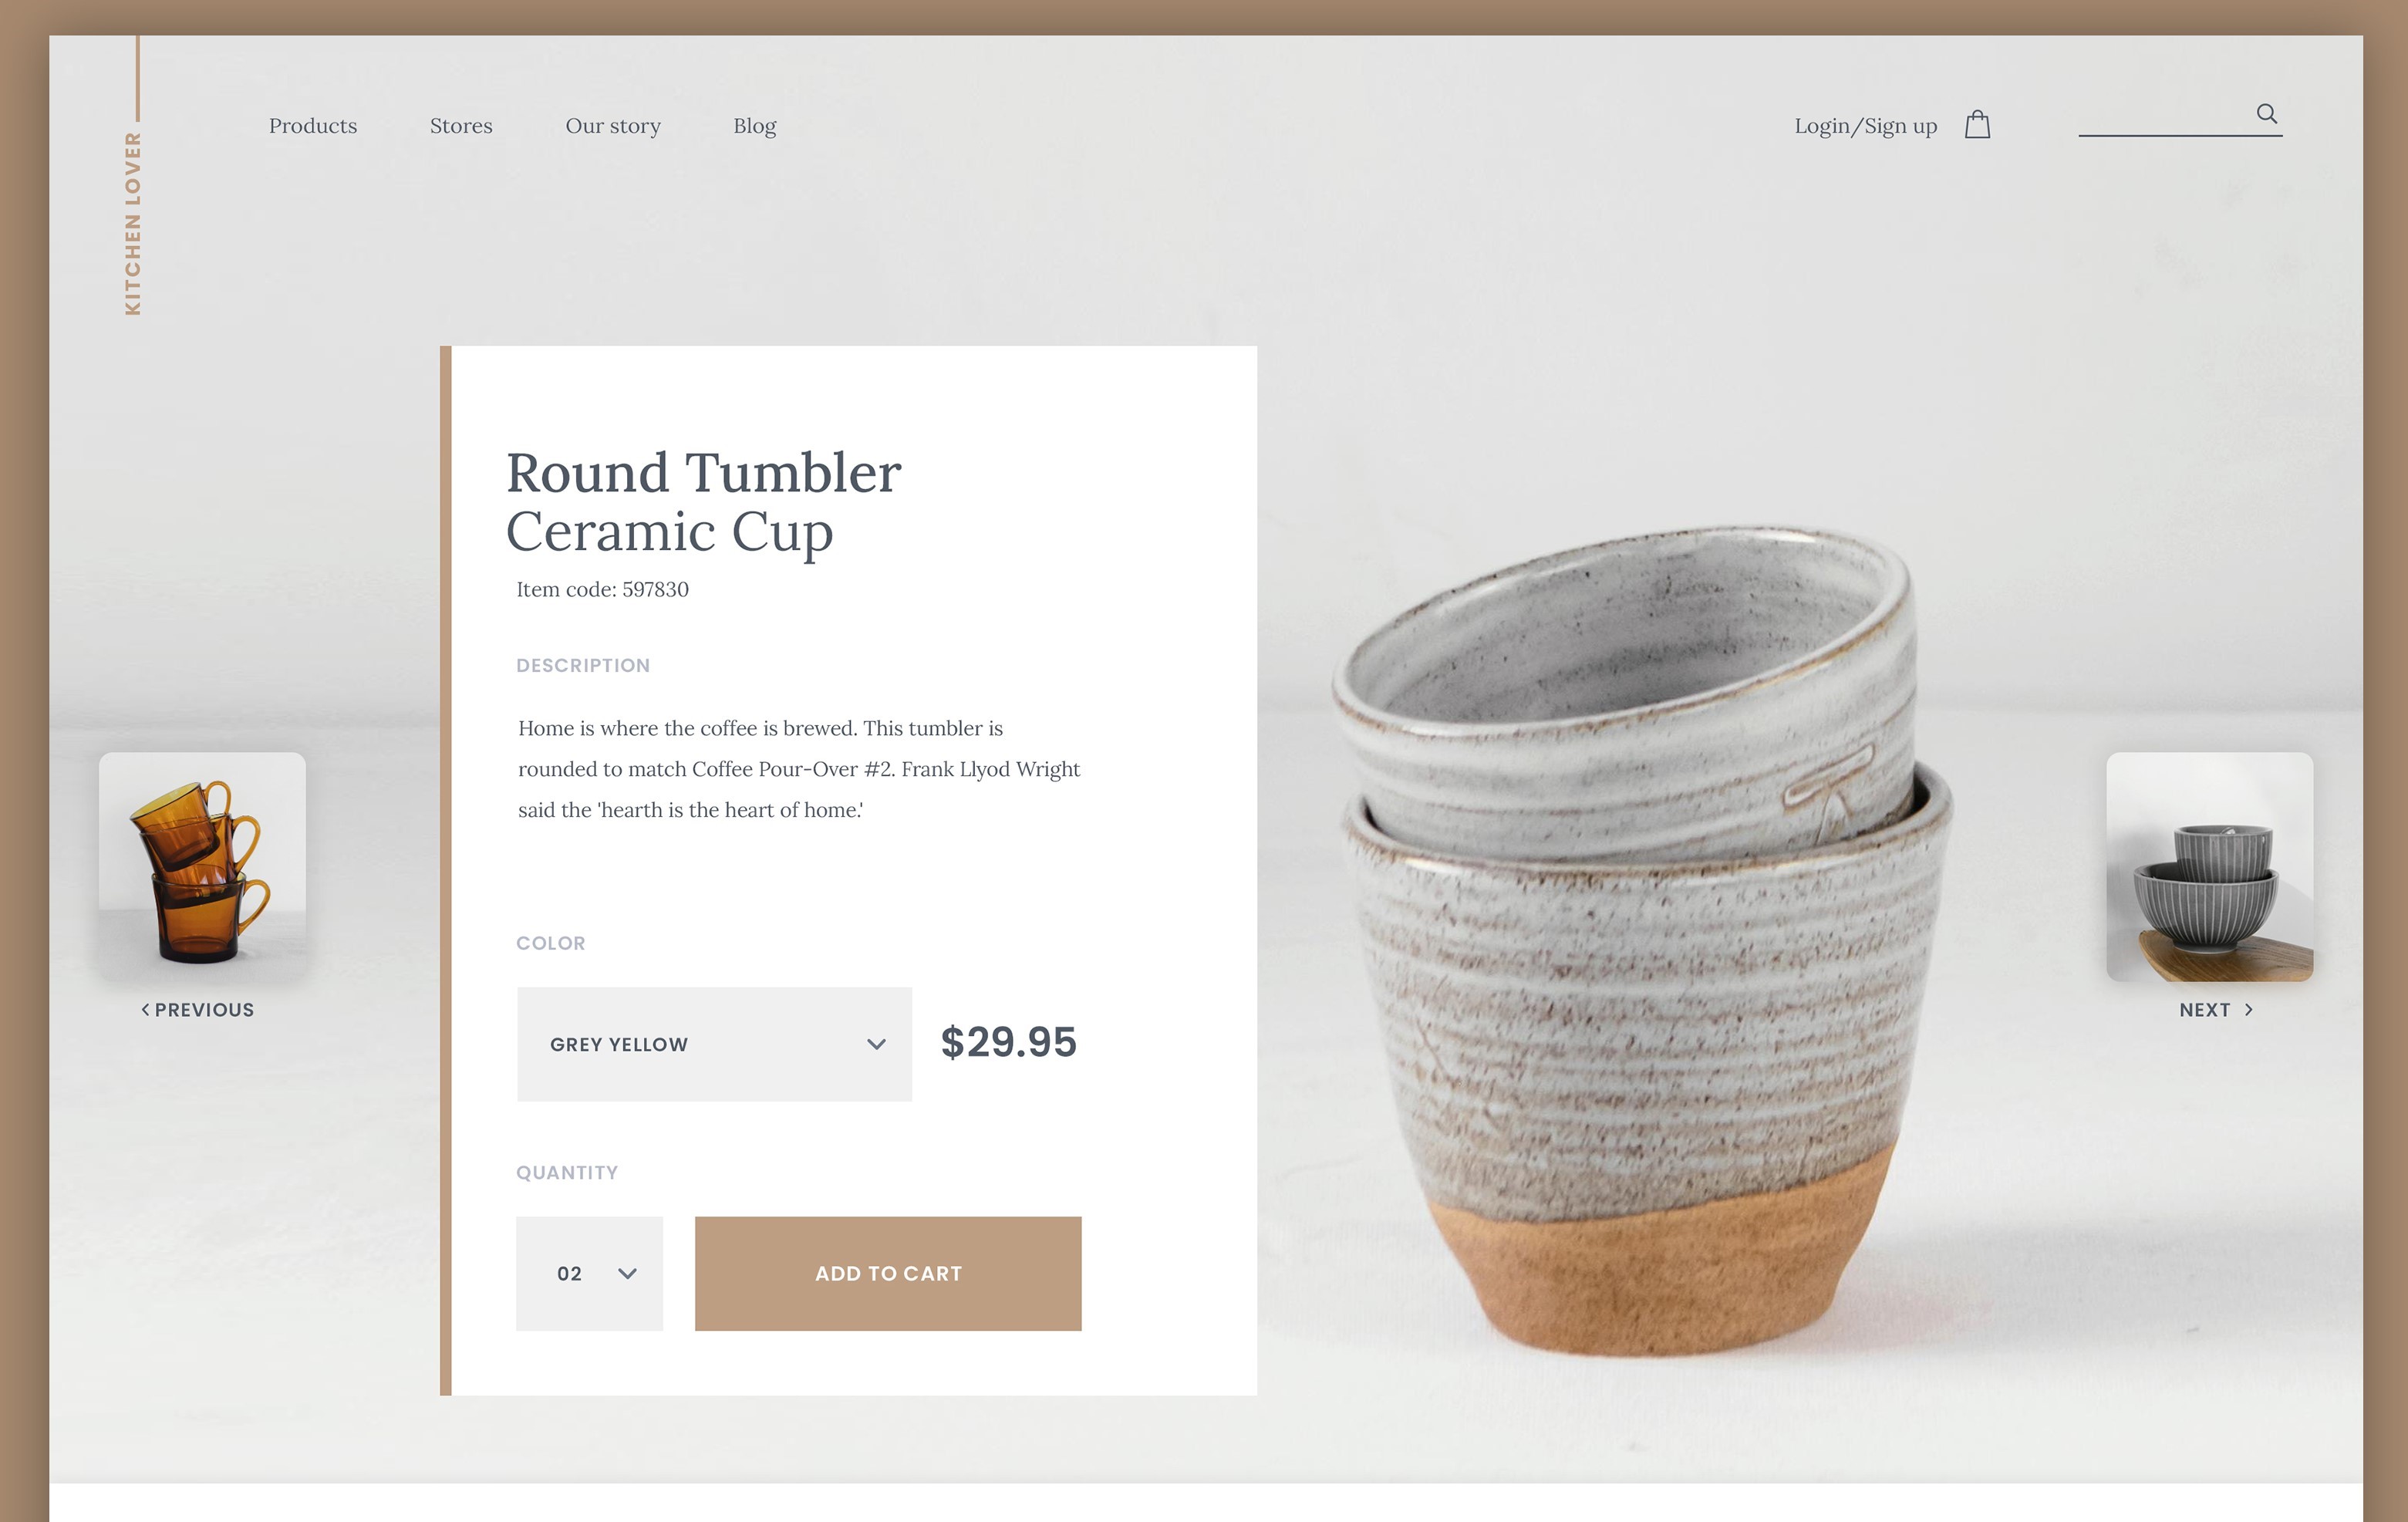 KITCHEN LOVER
Products Stores Our story Blog
Login/Sign up
Round Tumbler
Ceramic Cup
Item code: 597830
DESCRIPTION
Home is where the coffee is brewed. This tumbler is
rounded to match Coffee Pour-Over #2. Frank Llyod Wright
said the 'hearth is the heart of home.'
COLOR
GREY YELLOW
$29.95
QUANTITY
02
ADD TO CART
< PREVIOUS
NEXT >